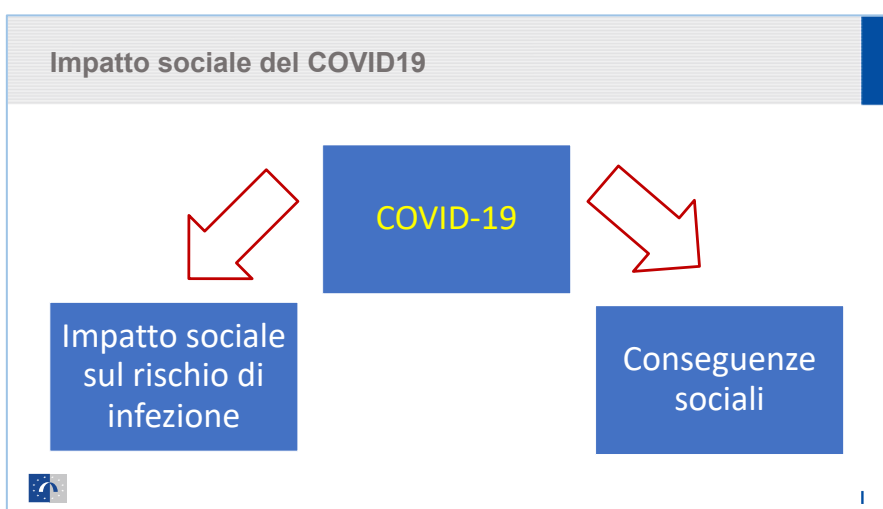 Impatto sociale del COVID19
COVID-19
Impatto sociale
sul rischio di
infezione
Conseguenze
sociali